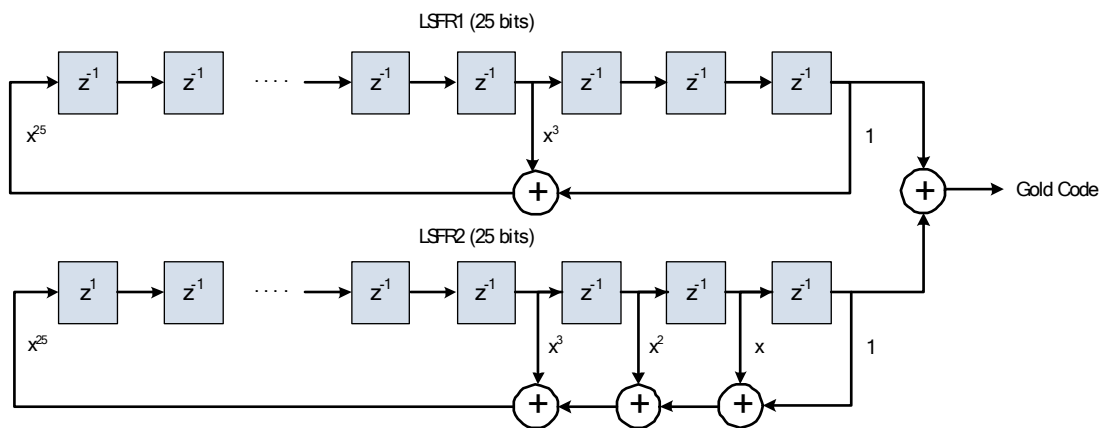 LSFR1 (25 bits)
z⁻¹ z⁻¹ .... z⁻¹ z⁻¹ z⁻¹ z⁻¹ z⁻¹
x²⁵ x³ 1
+ +
Gold Code
LSFR2 (25 bits)
z¹ z⁻¹ .... z⁻¹ z⁻¹ z⁻¹ z⁻¹ z⁻¹
x²⁵ x³ x² x 1
+ + +